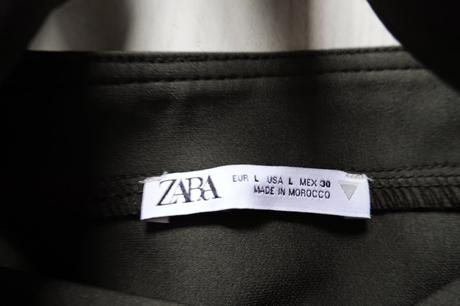 ZARA
EUR L USA L MEX 30
MADE IN MOROCCO